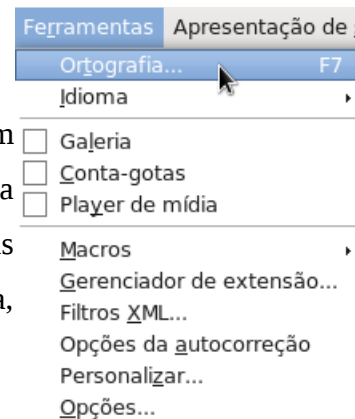 Ferramentas Apresentação de
Ortografia... F7
Idioma
m
Galeria
a
Conta-gotas
Player de mídia
s
Macros
Gerenciador de extensão...
a,
Filtros XML...
Opções da autocorreção
Personalizar...
Opções...